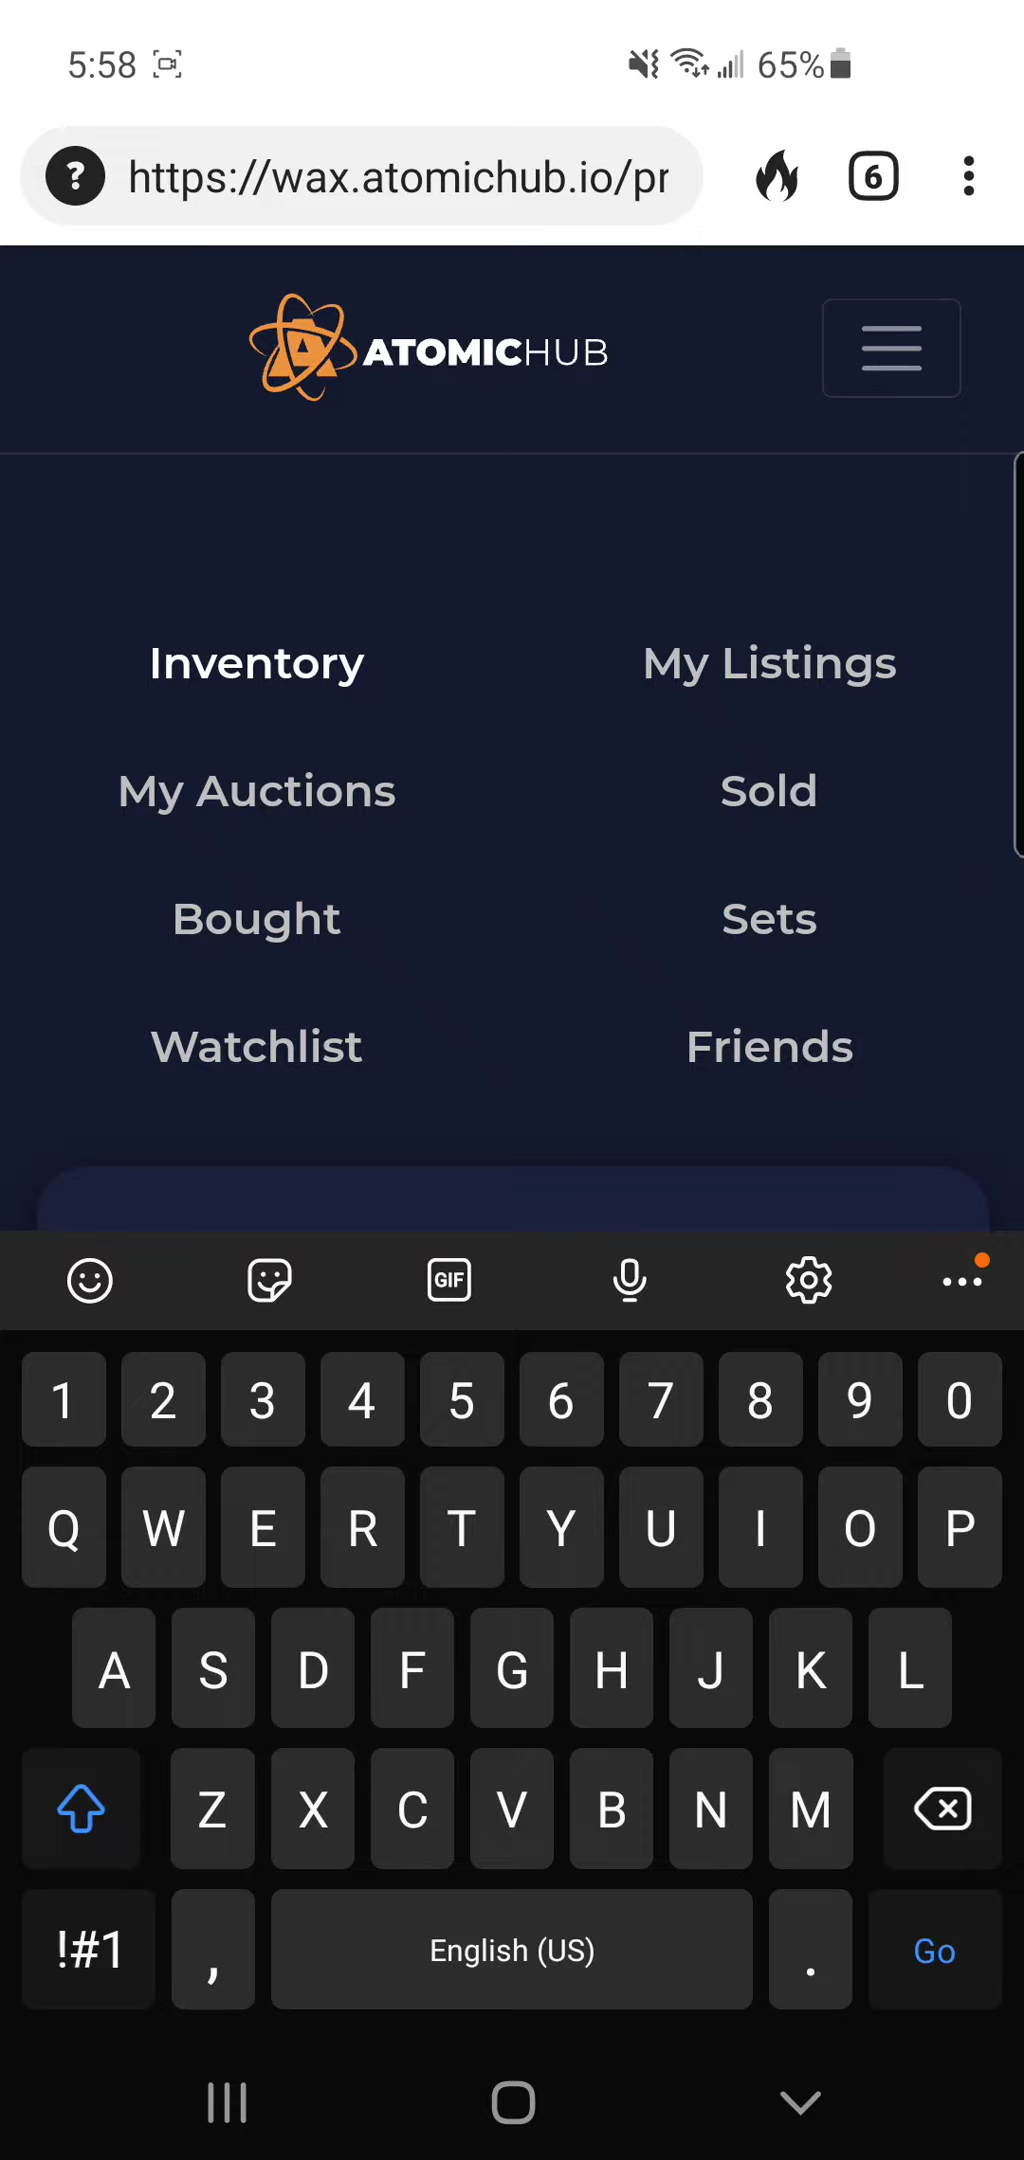 5:58 65%
? https://wax.atomichub.io/pr 6
ATOMICHUB
Inventory My Listings
My Auctions Sold
Bought Sets
Watchlist Friends
GIF
1 2 3 4 5 6 7 8 9 0
Q W E R T Y U I O P
A S D F G H J K L
Z X C V B N M
!#1 , English (US) . Go